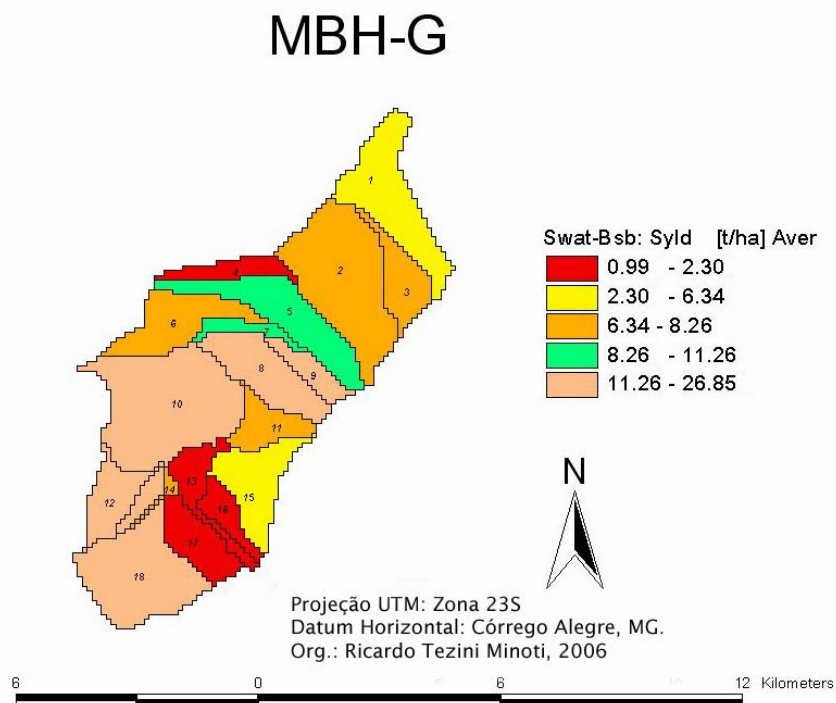 MBH-G
1
2
3
4
5
6
7
8
9
10
11
12
13
14
15
16
17
18
Swat-Bsb: Syld [t/ha] Aver
0.99 - 2.30
2.30 - 6.34
6.34 - 8.26
8.26 - 11.26
11.26 - 26.85
N
Projeção UTM: Zona 23S
Datum Horizontal: Córrego Alegre, MG.
Org.: Ricardo Tezini Minoti, 2006
6 0 6 12 Kilometers